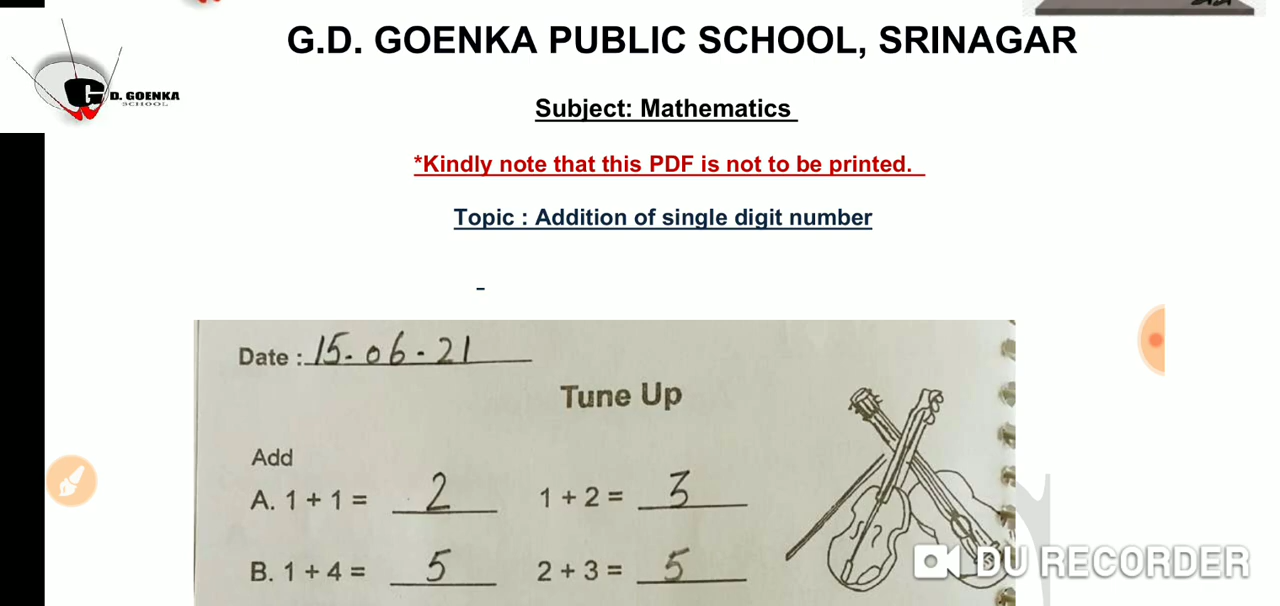 G.D. GOENKA PUBLIC SCHOOL, SRINAGAR
G D. GOENKA
SCHOOL
Subject: Mathematics
*Kindly note that this PDF is not to be printed.
Topic : Addition of single digit number
-
Date : 15-06-21
Tune Up
Add
A. 1 + 1 = 2 1 + 2 = 3
B. 1 + 4 = 5 2 + 3 = 5
DU RECORDER